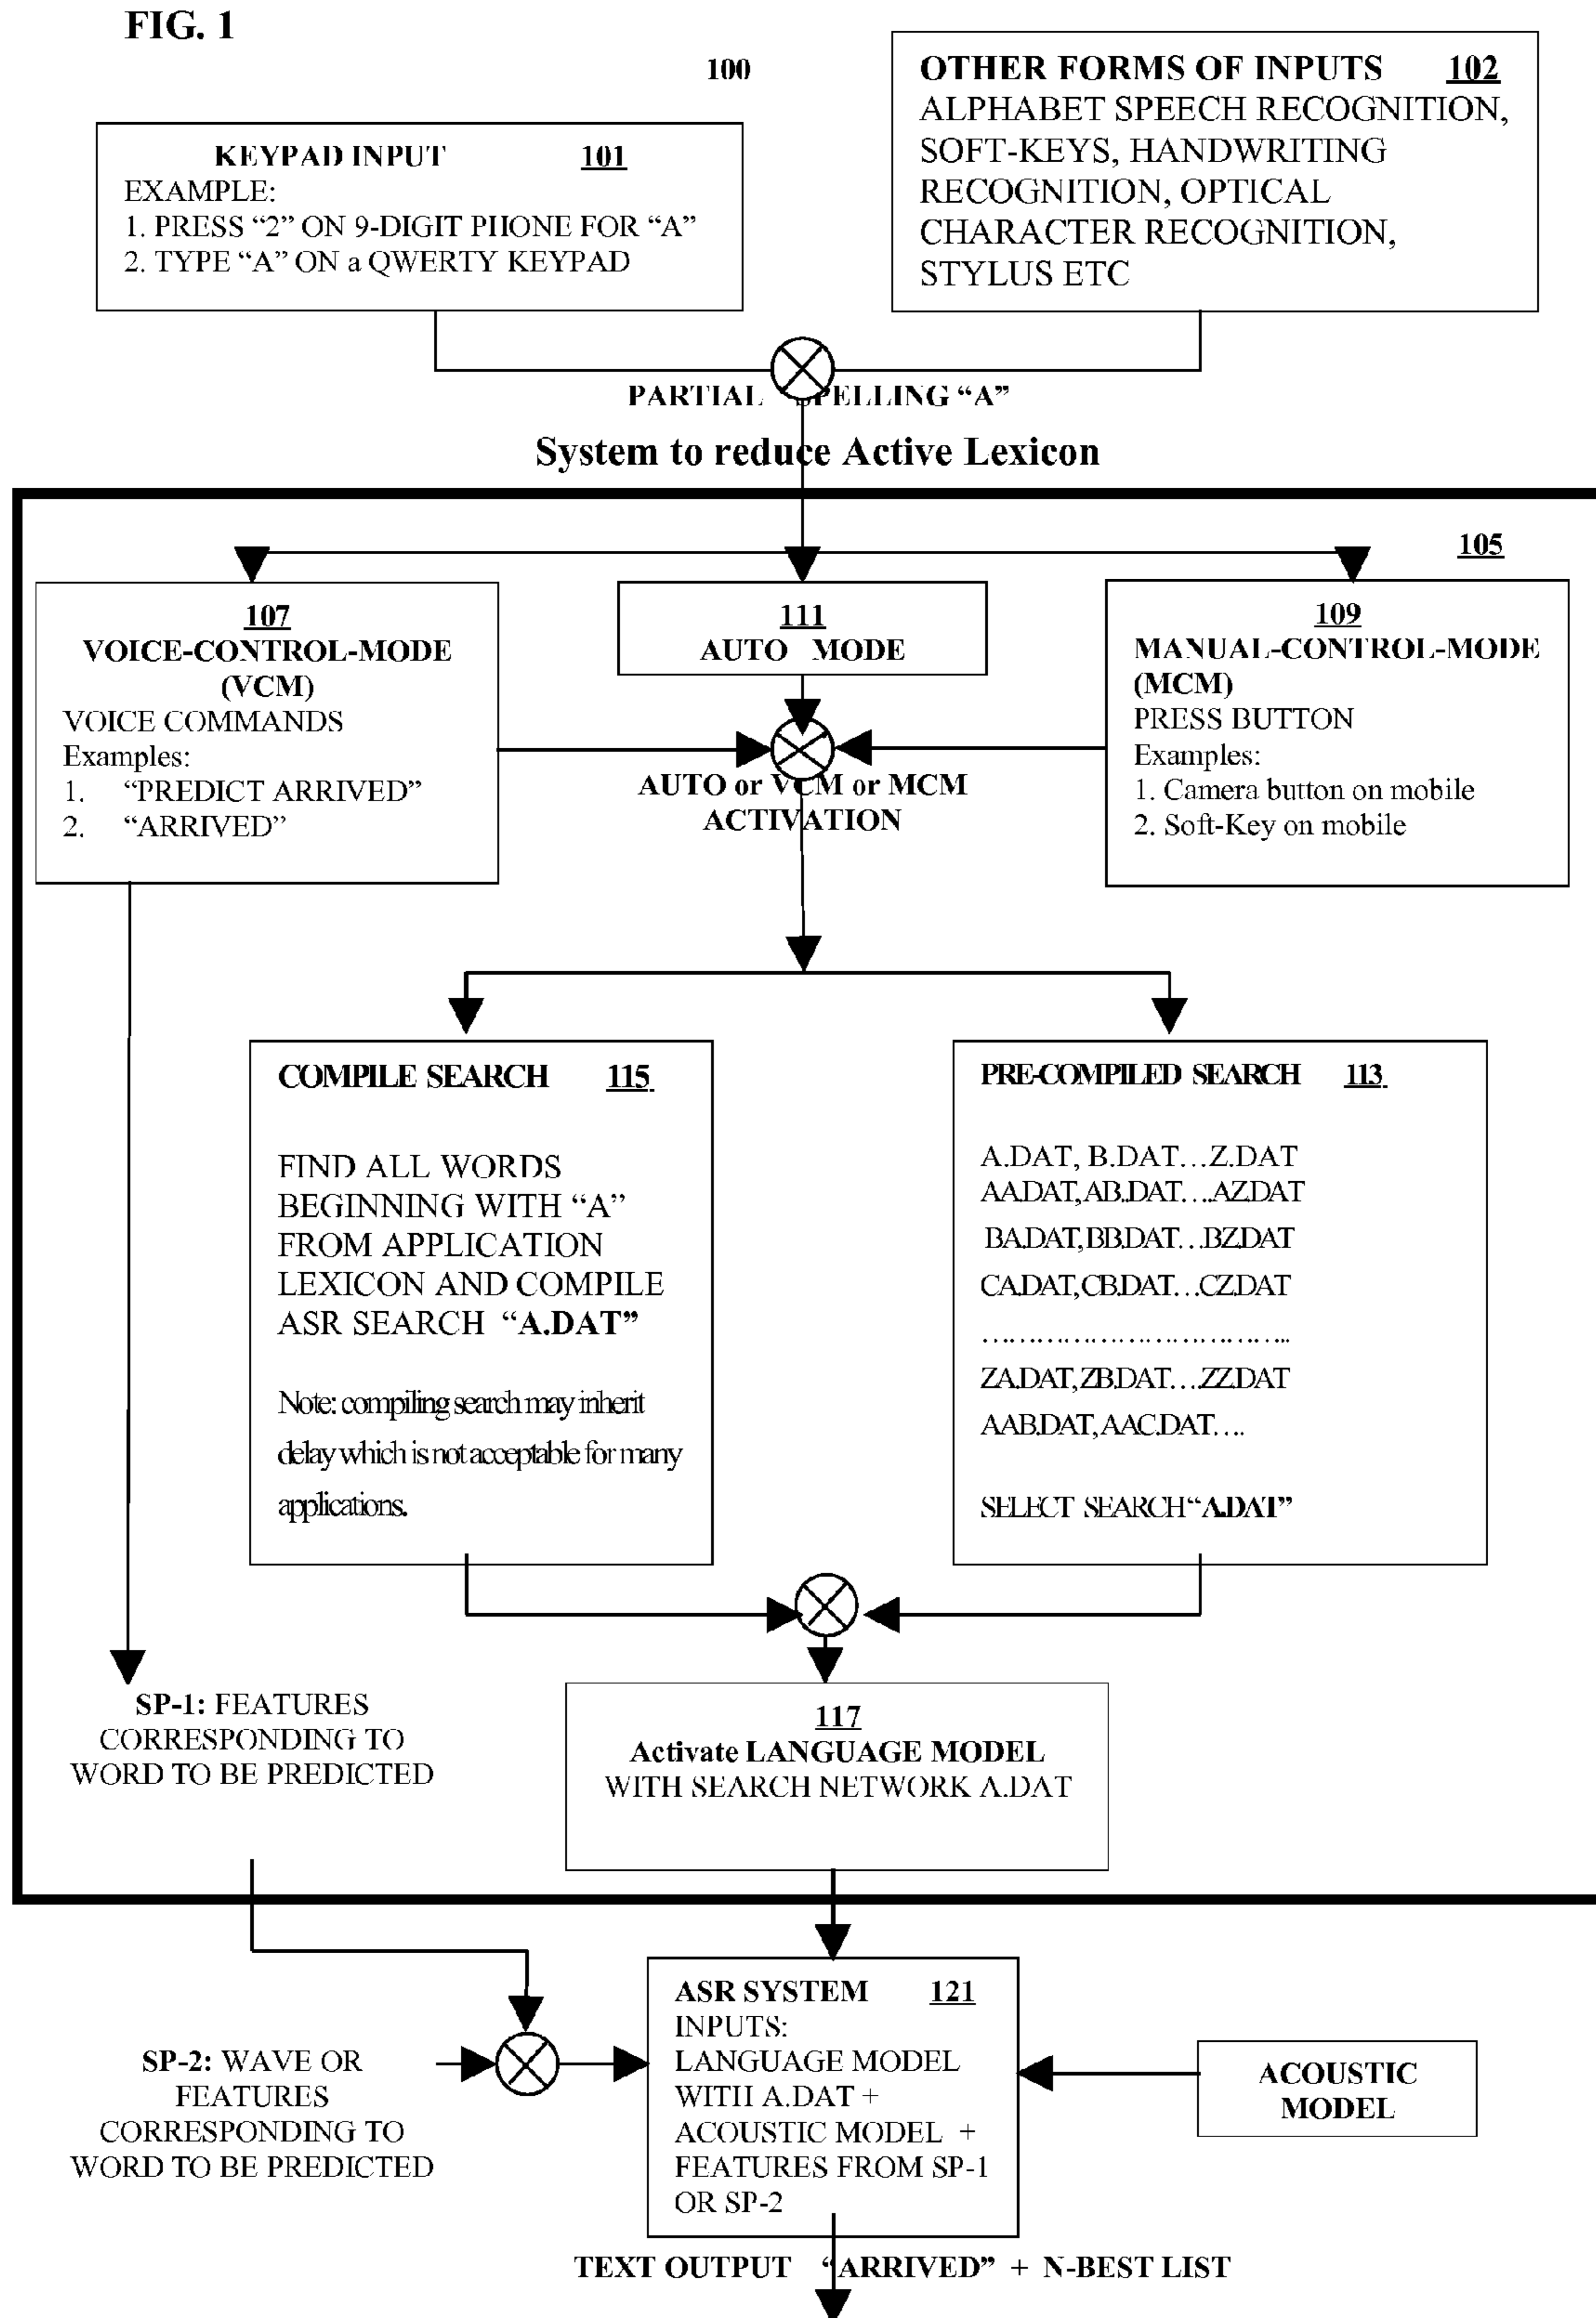 FIG. 1
100
KEYPAD INPUT 101
EXAMPLE:
1. PRESS “2” ON 9-DIGIT PHONE FOR “A”
2. TYPE “A” ON a QWERTY KEYPAD
OTHER FORMS OF INPUTS 102
ALPHABET SPEECH RECOGNITION,
SOFT-KEYS, HANDWRITING
RECOGNITION, OPTICAL
CHARACTER RECOGNITION,
STYLUS ETC
PARTIAL SPELLING “A”
System to reduce Active Lexicon
105
107
VOICE-CONTROL-MODE
(VCM)
VOICE COMMANDS
Examples:
1. “PREDICT ARRIVED”
2. “ARRIVED”
111
AUTO MODE
109
MANUAL-CONTROL-MODE
(MCM)
PRESS BUTTON
Examples:
1. Camera button on mobile
2. Soft-Key on mobile
AUTO or VCM or MCM
ACTIVATION
COMPILE SEARCH 115
FIND ALL WORDS
BEGINNING WITH “A”
FROM APPLICATION
LEXICON AND COMPILE
ASR SEARCH “A.DAT”
Note: compiling search may inherit
delay which is not acceptable for many
applications.
PRE-COMPILED SEARCH 113
A.DAT, B.DAT…Z.DAT
AA.DAT,AB.DAT….AZ.DAT
BA.DAT,BB.DAT…BZ.DAT
CA.DAT,CB.DAT…CZ.DAT
…………………………..
ZA.DAT,ZB.DAT…ZZ.DAT
AAB.DAT,AAC.DAT….
SELECT SEARCH “A.DAT”
SP-1: FEATURES
CORRESPONDING TO
WORD TO BE PREDICTED
117
Activate LANGUAGE MODEL
WITH SEARCH NETWORK A.DAT
SP-2: WAVE OR
FEATURES
CORRESPONDING TO
WORD TO BE PREDICTED
ASR SYSTEM 121
INPUTS:
LANGUAGE MODEL
WITH A.DAT +
ACOUSTIC MODEL +
FEATURES FROM SP-1
OR SP-2
ACOUSTIC
MODEL
TEXT OUTPUT “ARRIVED” + N-BEST LIST